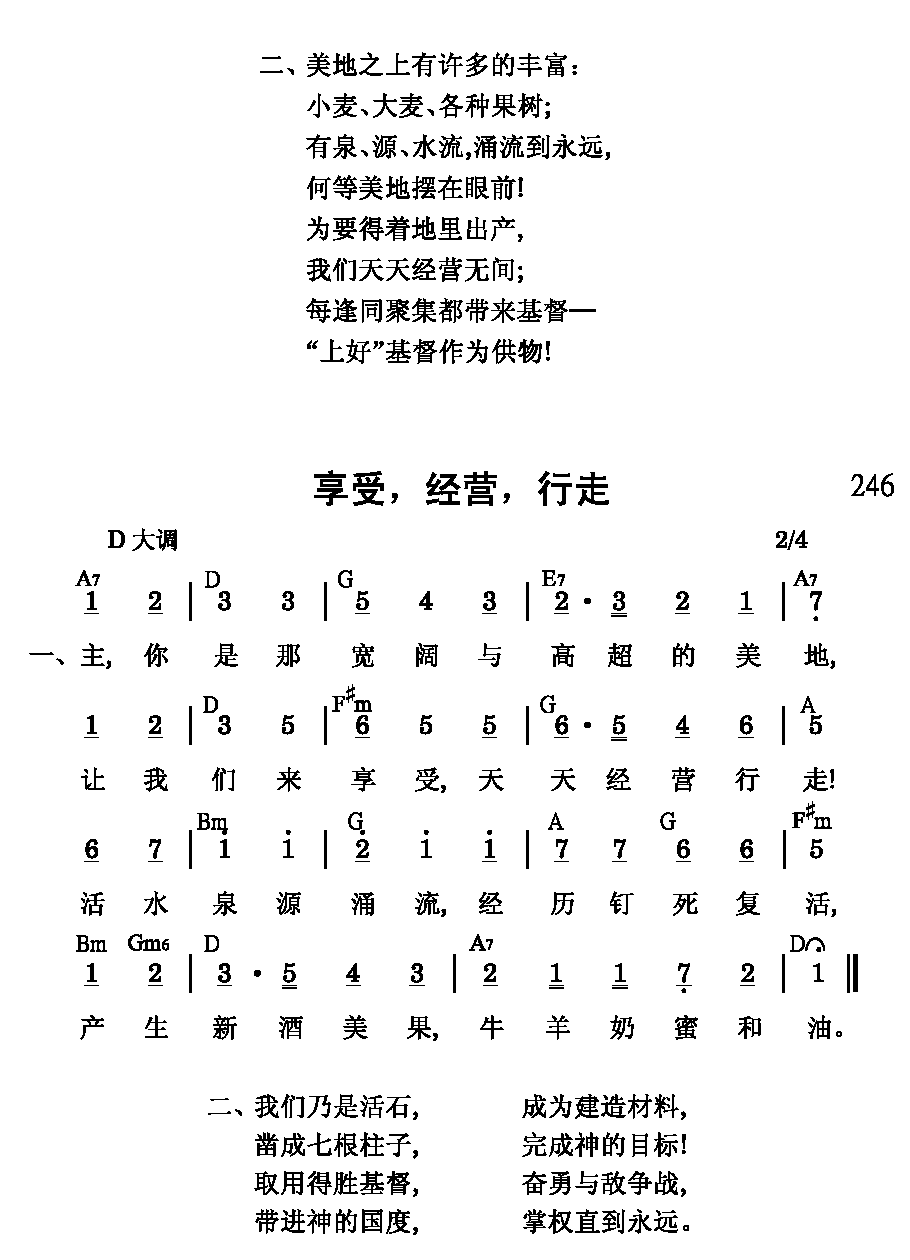 二、美地之上有许多的丰富：
小麦、大麦、各种果树；
有泉、源、水流，涌流到永远，
何等美地摆在眼前！
为要得着地里出产，
我们天天经营无间；
每逢同聚集都带来基督—
“上好”基督作为供物！
享受，经营，行走 246
D 大调 2/4
A7 D G E7 A7
1 2 | 3 3 | 5 4 3 | 2 · 3 2 1 | 7
一、主，你是那宽阔与高超的美地，
D F♯m G A
1 2 | 3 5 | 6 5 5 | 6 · 5 4 6 | 5
让我们来享受，天天经营行走！
Bm G A G F♯m
6 7 | 1 1 | 2 1 1 | 7 7 6 6 | 5
活水泉源涌流，经历钉死复活，
Bm Gm6 D A7 D
1 2 | 3 · 5 4 3 | 2 1 1 7 2 | 1 ‖
产生新酒美果，牛羊奶蜜和油。
二、我们乃是活石， 成为建造材料，
凿成七根柱子， 完成神的目标！
取用得胜基督， 奋勇与敌争战，
带进神的国度， 掌权直到永远。